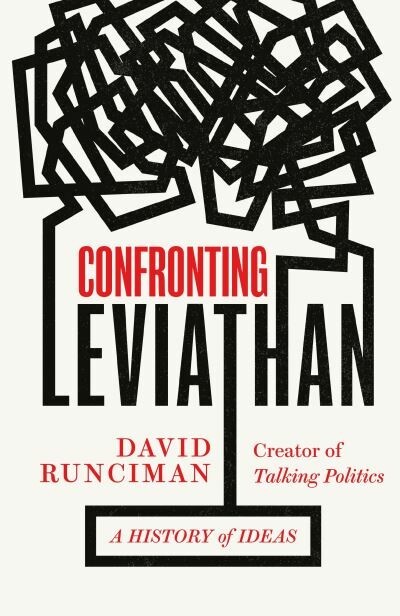 CONFRONTING
LEVIATHAN
DAVID
RUNCIMAN
Creator of
Talking Politics
A HISTORY of IDEAS